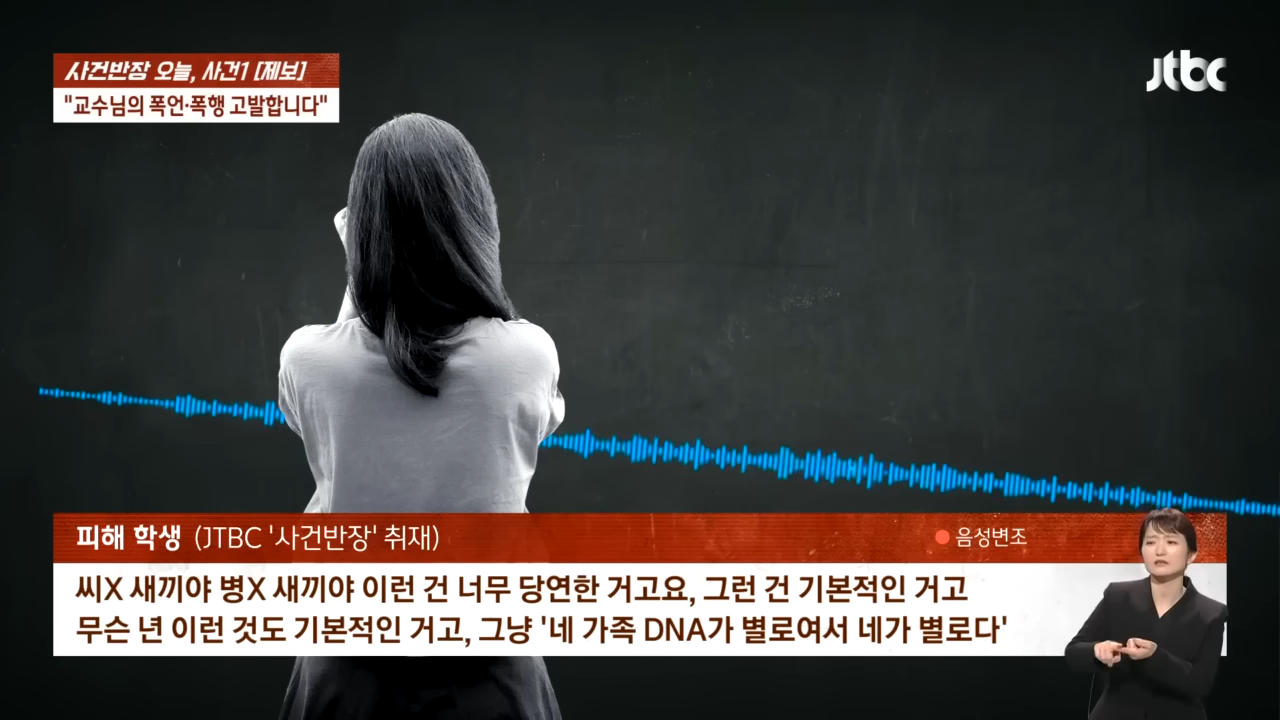 사건반장 오늘, 사건1 [제보]
"교수님의 폭언·폭행 고발합니다"
jtbc
피해 학생 (JTBC '사건반장' 취재)
음성변조
씨X 새끼야 병X 새끼야 이런 건 너무 당연한 거고요, 그런 건 기본적인 거고
무슨 년 이런 것도 기본적인 거고, 그냥 '네 가족 DNA가 별로여서 네가 별로다'